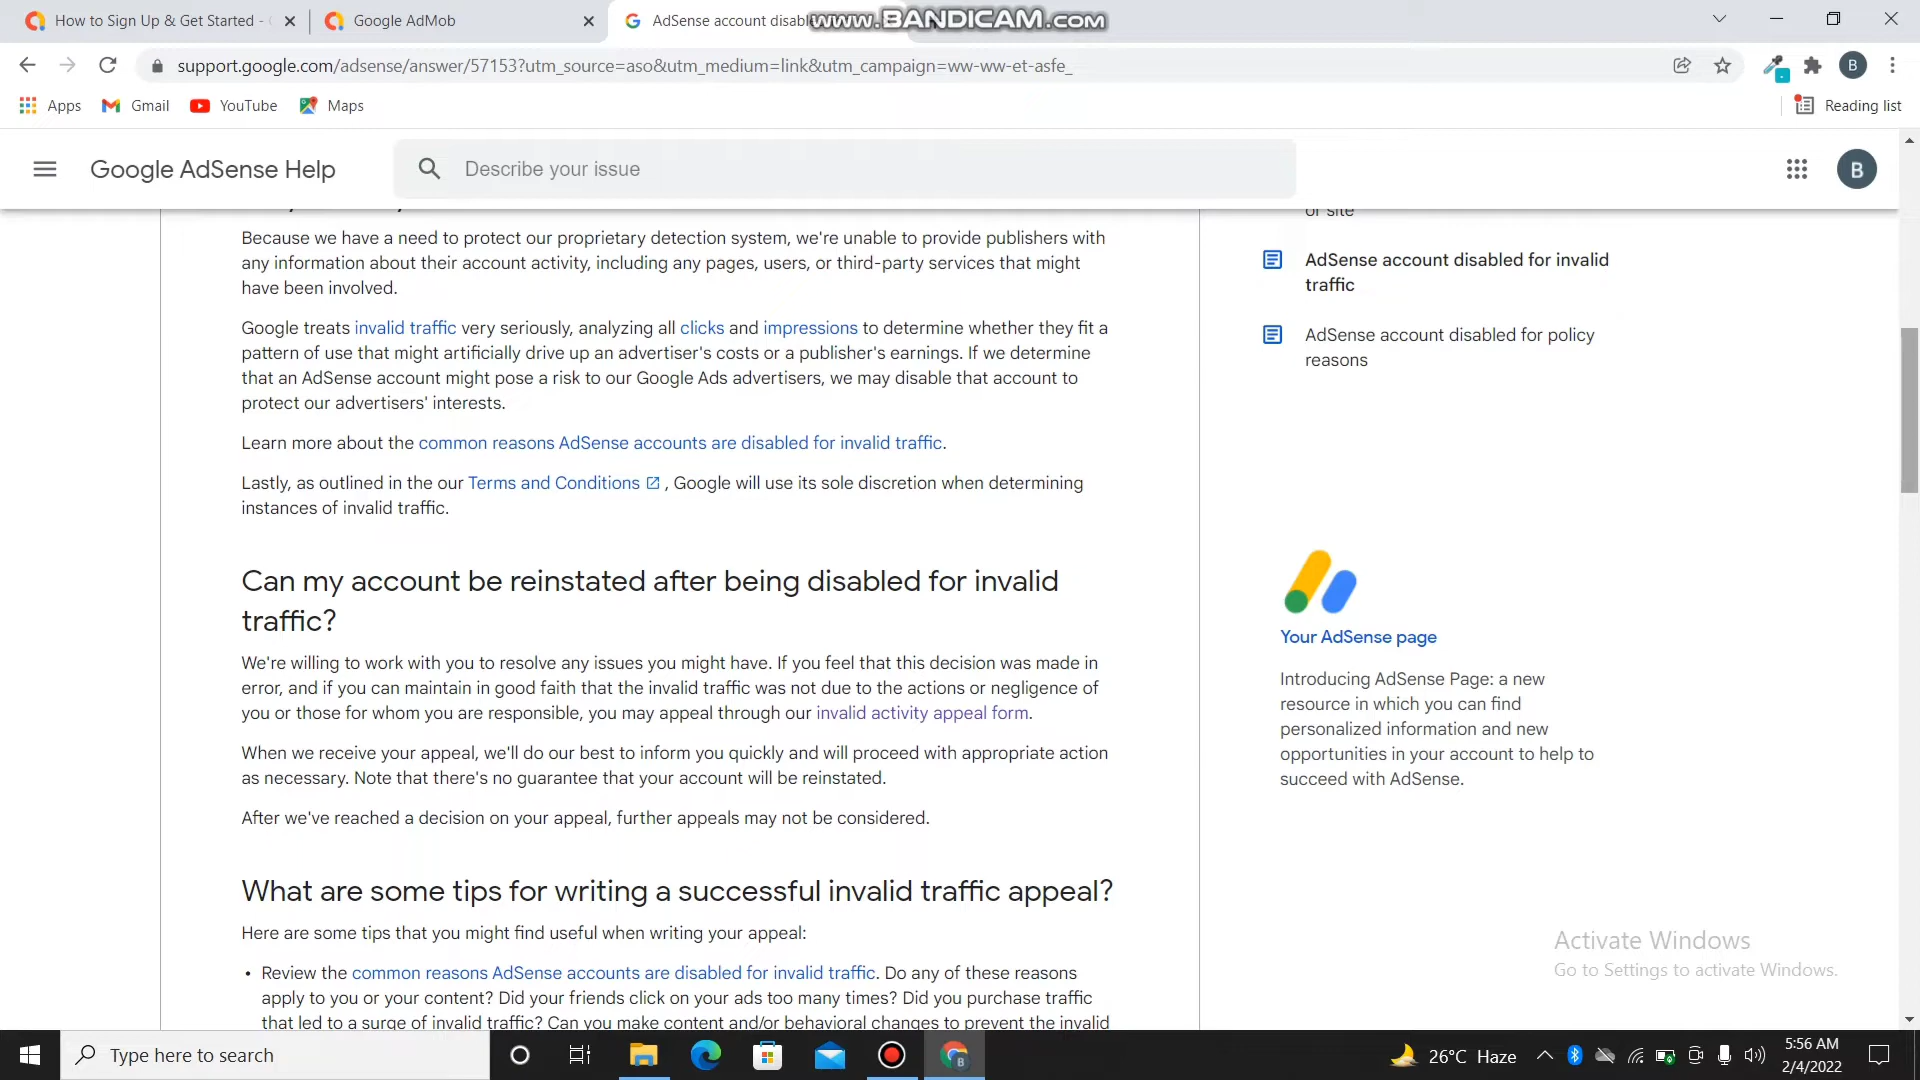 How to Sign Up & Get Started -
Google AdMob
AdSense account disable
www.BANDICAM.com
support.google.com/adsense/answer/57153?utm_source=aso&utm_medium=link&utm_campaign=ww-ww-et-asfe_
B
Apps
Gmail
YouTube
Maps
Reading list
Google AdSense Help
Describe your issue
B
or site
Because we have a need to protect our proprietary detection system, we're unable to provide publishers with
any information about their account activity, including any pages, users, or third-party services that might
have been involved.
Google treats invalid traffic very seriously, analyzing all clicks and impressions to determine whether they fit a
pattern of use that might artificially drive up an advertiser's costs or a publisher's earnings. If we determine
that an AdSense account might pose a risk to our Google Ads advertisers, we may disable that account to
protect our advertisers' interests.
Learn more about the common reasons AdSense accounts are disabled for invalid traffic.
Lastly, as outlined in the our Terms and Conditions , Google will use its sole discretion when determining
instances of invalid traffic.
Can my account be reinstated after being disabled for invalid
traffic?
We're willing to work with you to resolve any issues you might have. If you feel that this decision was made in
error, and if you can maintain in good faith that the invalid traffic was not due to the actions or negligence of
you or those for whom you are responsible, you may appeal through our invalid activity appeal form.
When we receive your appeal, we'll do our best to inform you quickly and will proceed with appropriate action
as necessary. Note that there's no guarantee that your account will be reinstated.
After we've reached a decision on your appeal, further appeals may not be considered.
What are some tips for writing a successful invalid traffic appeal?
Here are some tips that you might find useful when writing your appeal:
• Review the common reasons AdSense accounts are disabled for invalid traffic. Do any of these reasons
apply to you or your content? Did your friends click on your ads too many times? Did you purchase traffic
that led to a surge of invalid traffic? Can you make content and/or behavioral changes to prevent the invalid
AdSense account disabled for invalid
traffic
AdSense account disabled for policy
reasons
Your AdSense page
Introducing AdSense Page: a new
resource in which you can find
personalized information and new
opportunities in your account to help to
succeed with AdSense.
Activate Windows
Go to Settings to activate Windows.
Type here to search
B
26°C Haze
5:56 AM
2/4/2022